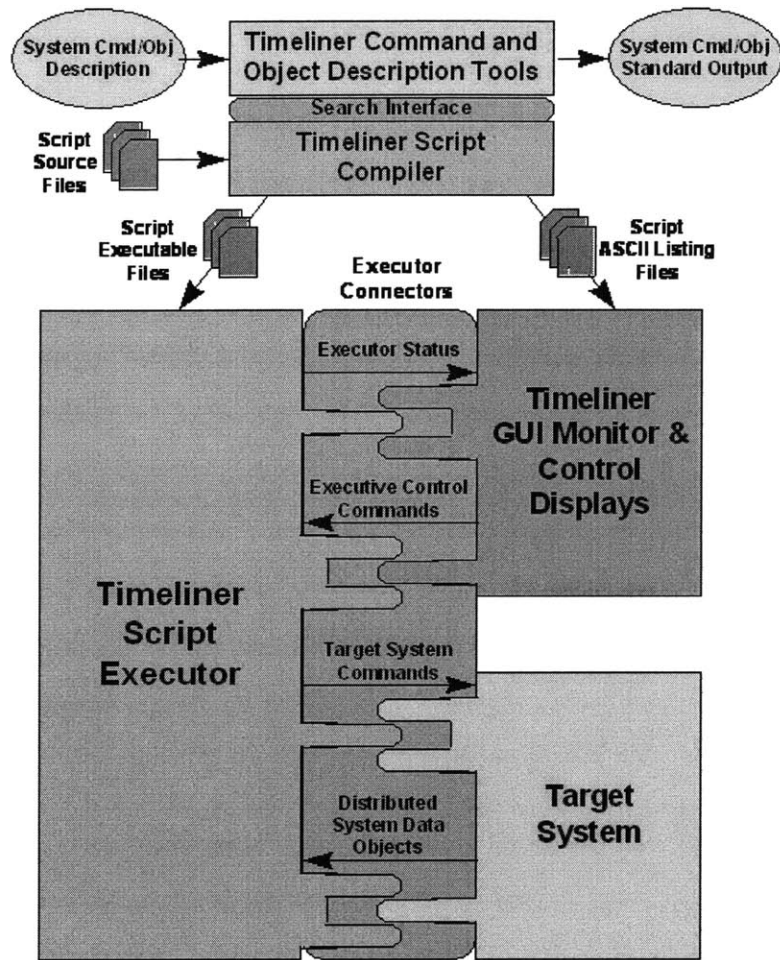 System Cmd/Obj
Description
Timeliner Command and
Object Description Tools
System Cmd/Obj
Standard Output
Search Interface
Script
Source
Files
Timeliner Script
Compiler
Script
Executable
Files
Script
ASCII Listing
Files
Executor
Connectors
Executor Status
Timeliner
GUI Monitor &
Control
Displays
Executive Control
Commands
Timeliner
Script
Executor
Target System
Commands
Distributed
System Data
Objects
Target
System